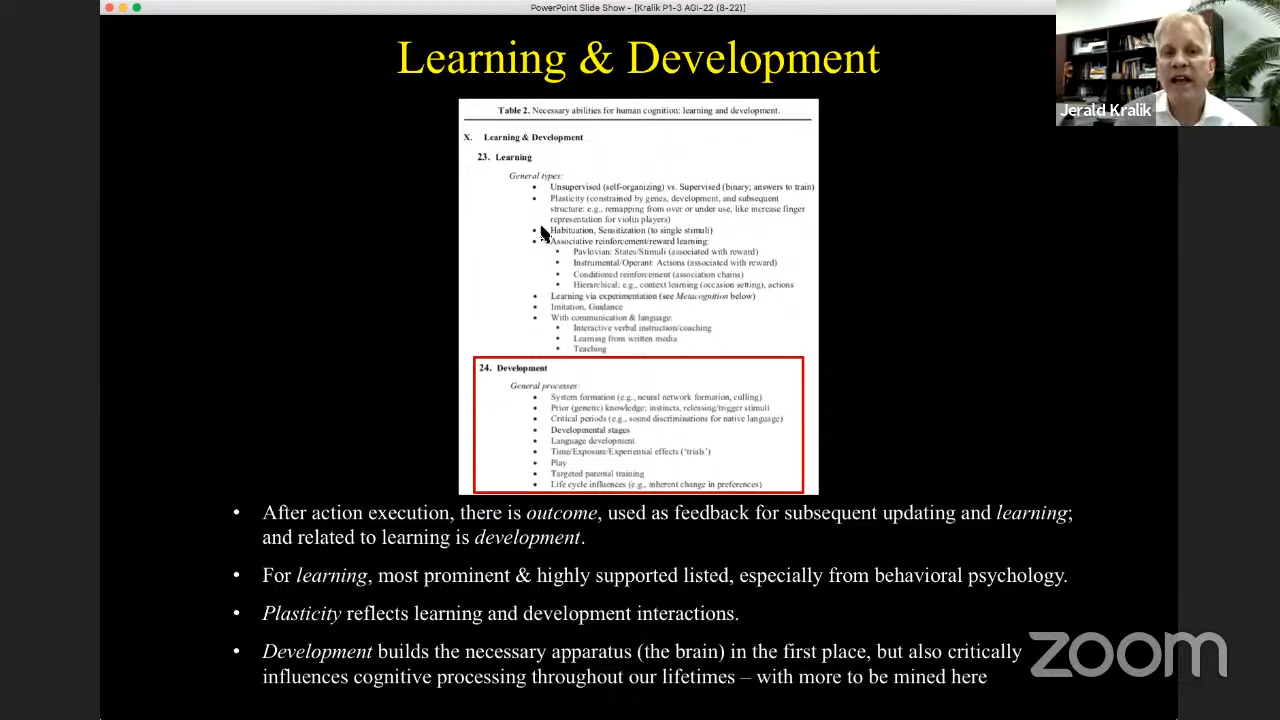 PowerPoint Slide Show - [Kralik P1-3 AGI-22 (8-22)]
Learning & Development
Jerald Kralik
Table 2. Necessary abilities for human cognition: learning and development.
X. Learning & Development
23. Learning
General types:
• Unsupervised (self-organizing) vs. Supervised (binary; answers to train)
• Plasticity (constrained by genes, development, and subsequent
structure: e.g., remapping from over or under use, like increase finger
representation for violin players)
• Habituation, Sensitization (to single stimuli)
• Associative reinforcement/reward learning:
• Pavlovian: States/Stimuli (associated with reward)
• Instrumental/Operant: Actions (associated with reward)
• Conditioned reinforcement (association chains)
• Hierarchical: e.g., context learning (occasion setting), actions
• Learning via experimentation (see Metacognition below)
• Imitation, Guidance
• With communication & language:
• Interactive verbal instruction/coaching
• Learning from written media
• Teaching
24. Development
General processes:
• System formation (e.g., neural network formation, culling)
• Prior (genetic) knowledge; instincts, releasing/trigger stimuli
• Critical periods (e.g., sound discriminations for native language)
• Developmental stages
• Language development
• Time/Exposure/Experiential effects ('trials')
• Play
• Targeted parental training
• Life cycle influences (e.g., inherent change in preferences)
• After action execution, there is outcome, used as feedback for subsequent updating and learning;
and related to learning is development.
• For learning, most prominent & highly supported listed, especially from behavioral psychology.
• Plasticity reflects learning and development interactions.
• Development builds the necessary apparatus (the brain) in the first place, but also critically
influences cognitive processing throughout our lifetimes – with more to be mined here
zoom